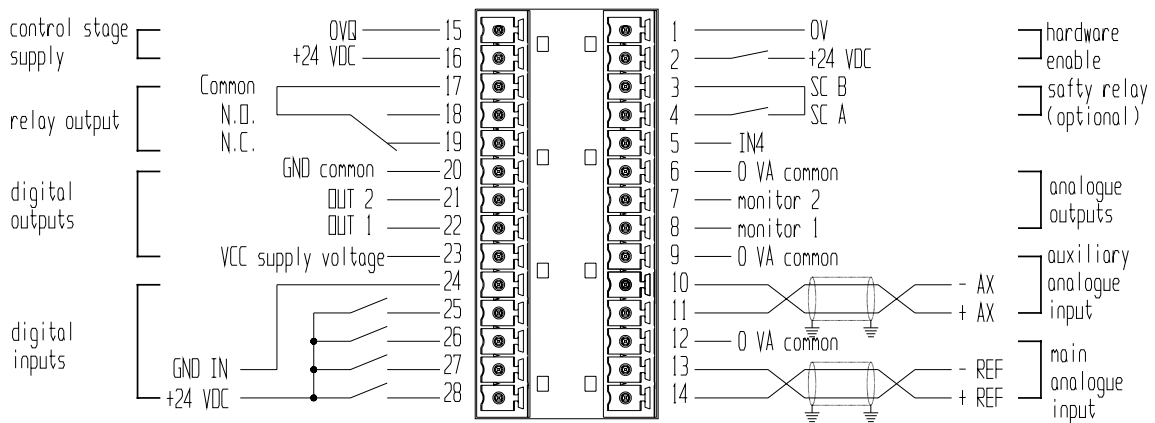 control stage
supply
0VQ
+24 VDC
15
16
relay output
Common
N.O.
N.C.
17
18
19
digital
outputs
GND common
OUT 2
OUT 1
VCC supply voltage
20
21
22
23
digital
inputs
GND IN
+24 VDC
24
25
26
27
28
1
2
0V
+24 VDC
hardware
enable
3
4
SC B
SC A
safty relay
(optional)
5
IN4
6
7
8
0 VA common
monitor 2
monitor 1
analogue
outputs
9
10
11
0 VA common
- AX
+ AX
auxiliary
analogue
input
12
13
14
0 VA common
- REF
+ REF
main
analogue
input